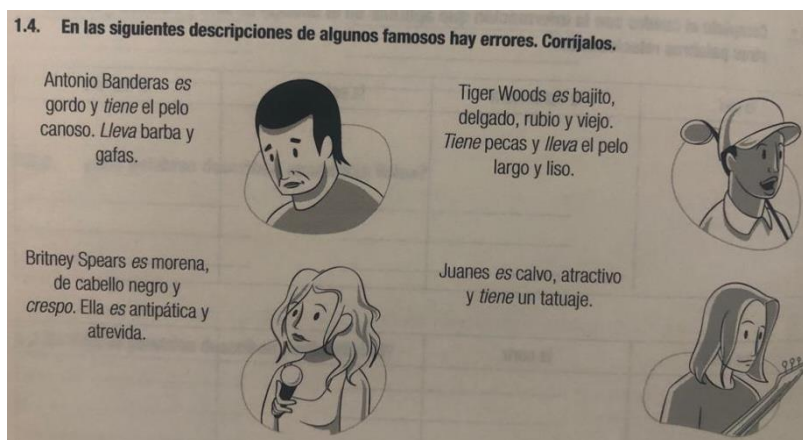 1.4. En las siguientes descripciones de algunos famosos hay errores. Corríjalos.
Antonio Banderas es
gordo y tiene el pelo
canoso. Lleva barba y
gafas.
Tiger Woods es bajito,
delgado, rubio y viejo.
Tiene pecas y lleva el pelo
largo y liso.
Britney Spears es morena,
de cabello negro y
crespo. Ella es antipática y
atrevida.
Juanes es calvo, atractivo
y tiene un tatuaje.